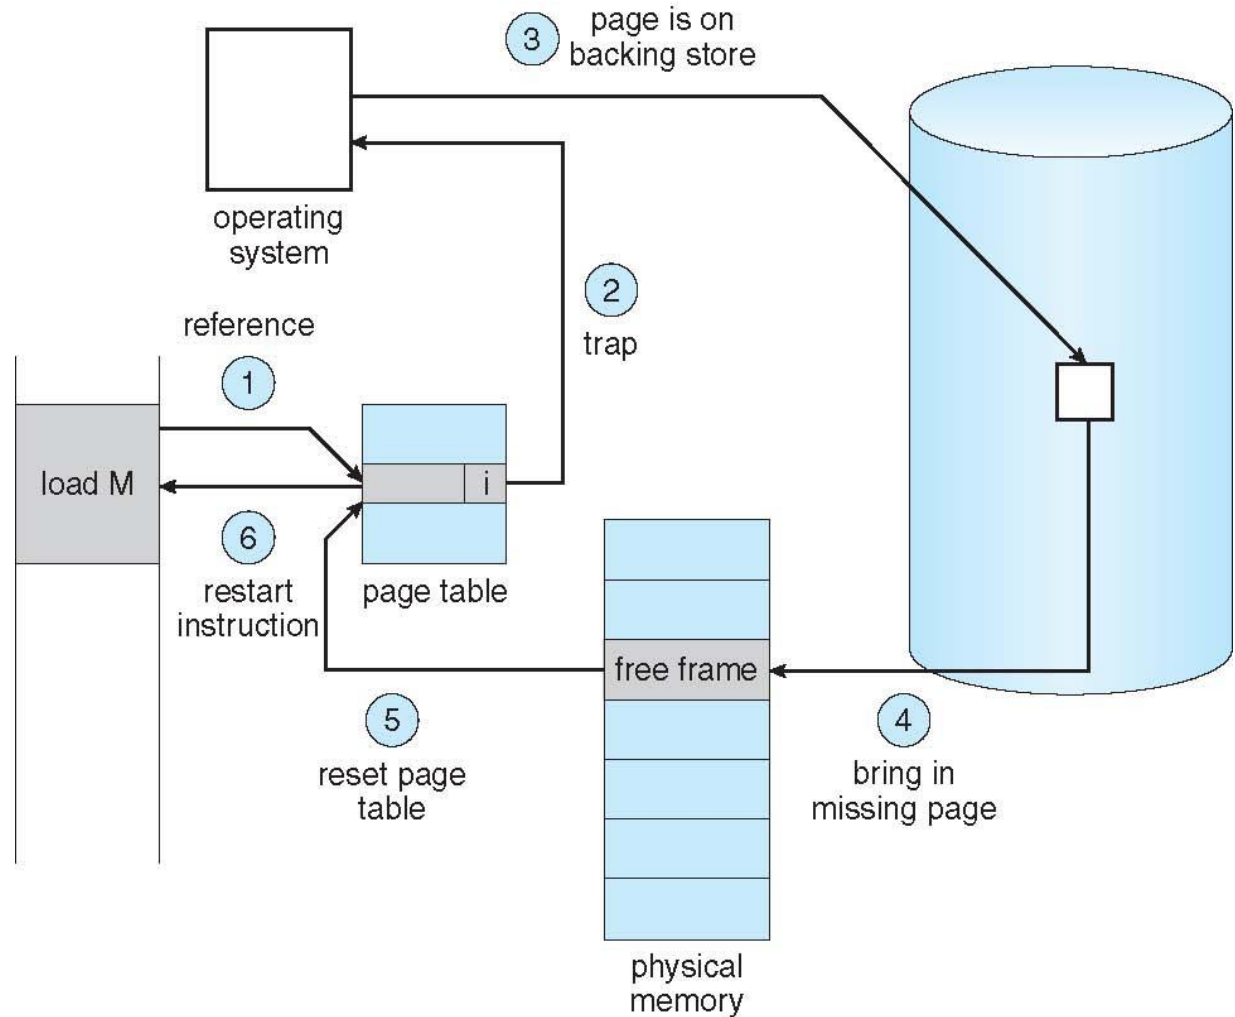 3
page is on
backing store
operating
system
2
trap
reference
1
load M
i
6
restart
instruction
page table
free frame
5
reset page
table
4
bring in
missing page
physical
memory